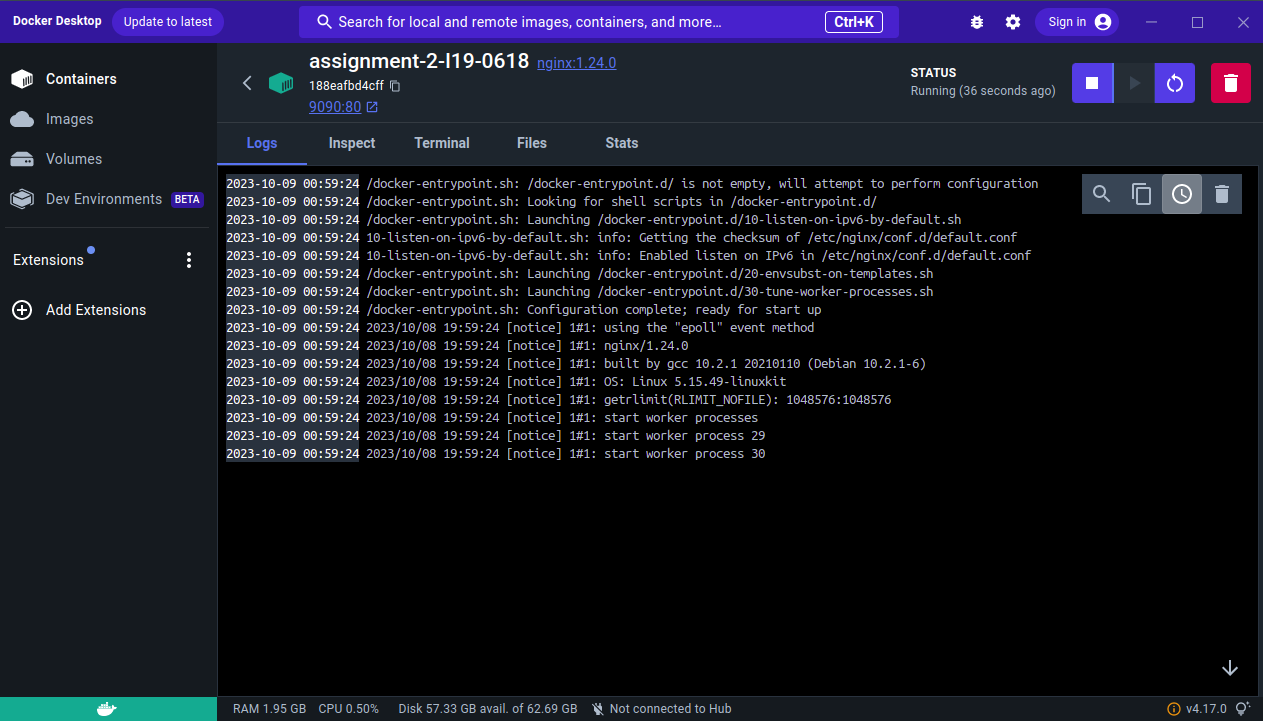 Docker Desktop Update to latest Search for local and remote images, containers, and more... Ctrl+K Sign in
Containers
Images
Volumes
Dev Environments BETA
Extensions
Add Extensions
assignment-2-I19-0618 nginx:1.24.0
188eafbd4cff
9090:80
STATUS
Running (36 seconds ago)
Logs Inspect Terminal Files Stats
2023-10-09 00:59:24 /docker-entrypoint.sh: /docker-entrypoint.d/ is not empty, will attempt to perform configuration
2023-10-09 00:59:24 /docker-entrypoint.sh: Looking for shell scripts in /docker-entrypoint.d/
2023-10-09 00:59:24 /docker-entrypoint.sh: Launching /docker-entrypoint.d/10-listen-on-ipv6-by-default.sh
2023-10-09 00:59:24 10-listen-on-ipv6-by-default.sh: info: Getting the checksum of /etc/nginx/conf.d/default.conf
2023-10-09 00:59:24 10-listen-on-ipv6-by-default.sh: info: Enabled listen on IPv6 in /etc/nginx/conf.d/default.conf
2023-10-09 00:59:24 /docker-entrypoint.sh: Launching /docker-entrypoint.d/20-envsubst-on-templates.sh
2023-10-09 00:59:24 /docker-entrypoint.sh: Launching /docker-entrypoint.d/30-tune-worker-processes.sh
2023-10-09 00:59:24 /docker-entrypoint.sh: Configuration complete; ready for start up
2023-10-09 00:59:24 2023/10/08 19:59:24 [notice] 1#1: using the "epoll" event method
2023-10-09 00:59:24 2023/10/08 19:59:24 [notice] 1#1: nginx/1.24.0
2023-10-09 00:59:24 2023/10/08 19:59:24 [notice] 1#1: built by gcc 10.2.1 20210110 (Debian 10.2.1-6)
2023-10-09 00:59:24 2023/10/08 19:59:24 [notice] 1#1: OS: Linux 5.15.49-linuxkit
2023-10-09 00:59:24 2023/10/08 19:59:24 [notice] 1#1: getrlimit(RLIMIT_NOFILE): 1048576:1048576
2023-10-09 00:59:24 2023/10/08 19:59:24 [notice] 1#1: start worker processes
2023-10-09 00:59:24 2023/10/08 19:59:24 [notice] 1#1: start worker process 29
2023-10-09 00:59:24 2023/10/08 19:59:24 [notice] 1#1: start worker process 30
RAM 1.95 GB CPU 0.50% Disk 57.33 GB avail. of 62.69 GB Not connected to Hub v4.17.0